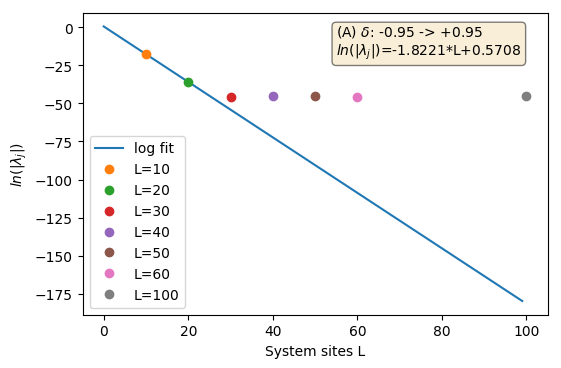 (A) δ: -0.95 -> +0.95
ln(|λⱼ|)=-1.8221*L+0.5708
0
−25
−50
−75
−100
−125
−150
−175
ln(|λⱼ|)
log fit
L=10
L=20
L=30
L=40
L=50
L=60
L=100
0 20 40 60 80 100
System sites L